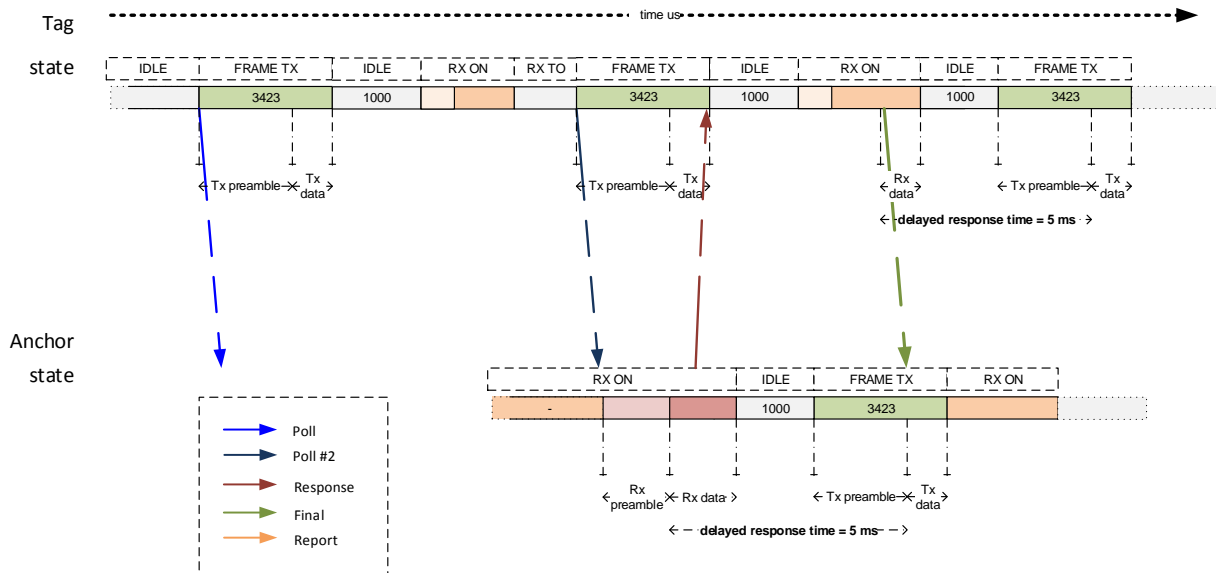 time us
Tag
state
IDLE FRAME TX IDLE RX ON RX TO FRAME TX IDLE RX ON IDLE FRAME TX
3423 1000 3423 1000 1000 3423
Tx preamble Tx data Tx preamble Tx data Rx data Tx preamble Tx data
delayed response time = 5 ms
Anchor
state
RX ON IDLE FRAME TX RX ON
- 1000 3423
Rx preamble Rx data Tx preamble Tx data
delayed response time = 5 ms
Poll
Poll #2
Response
Final
Report